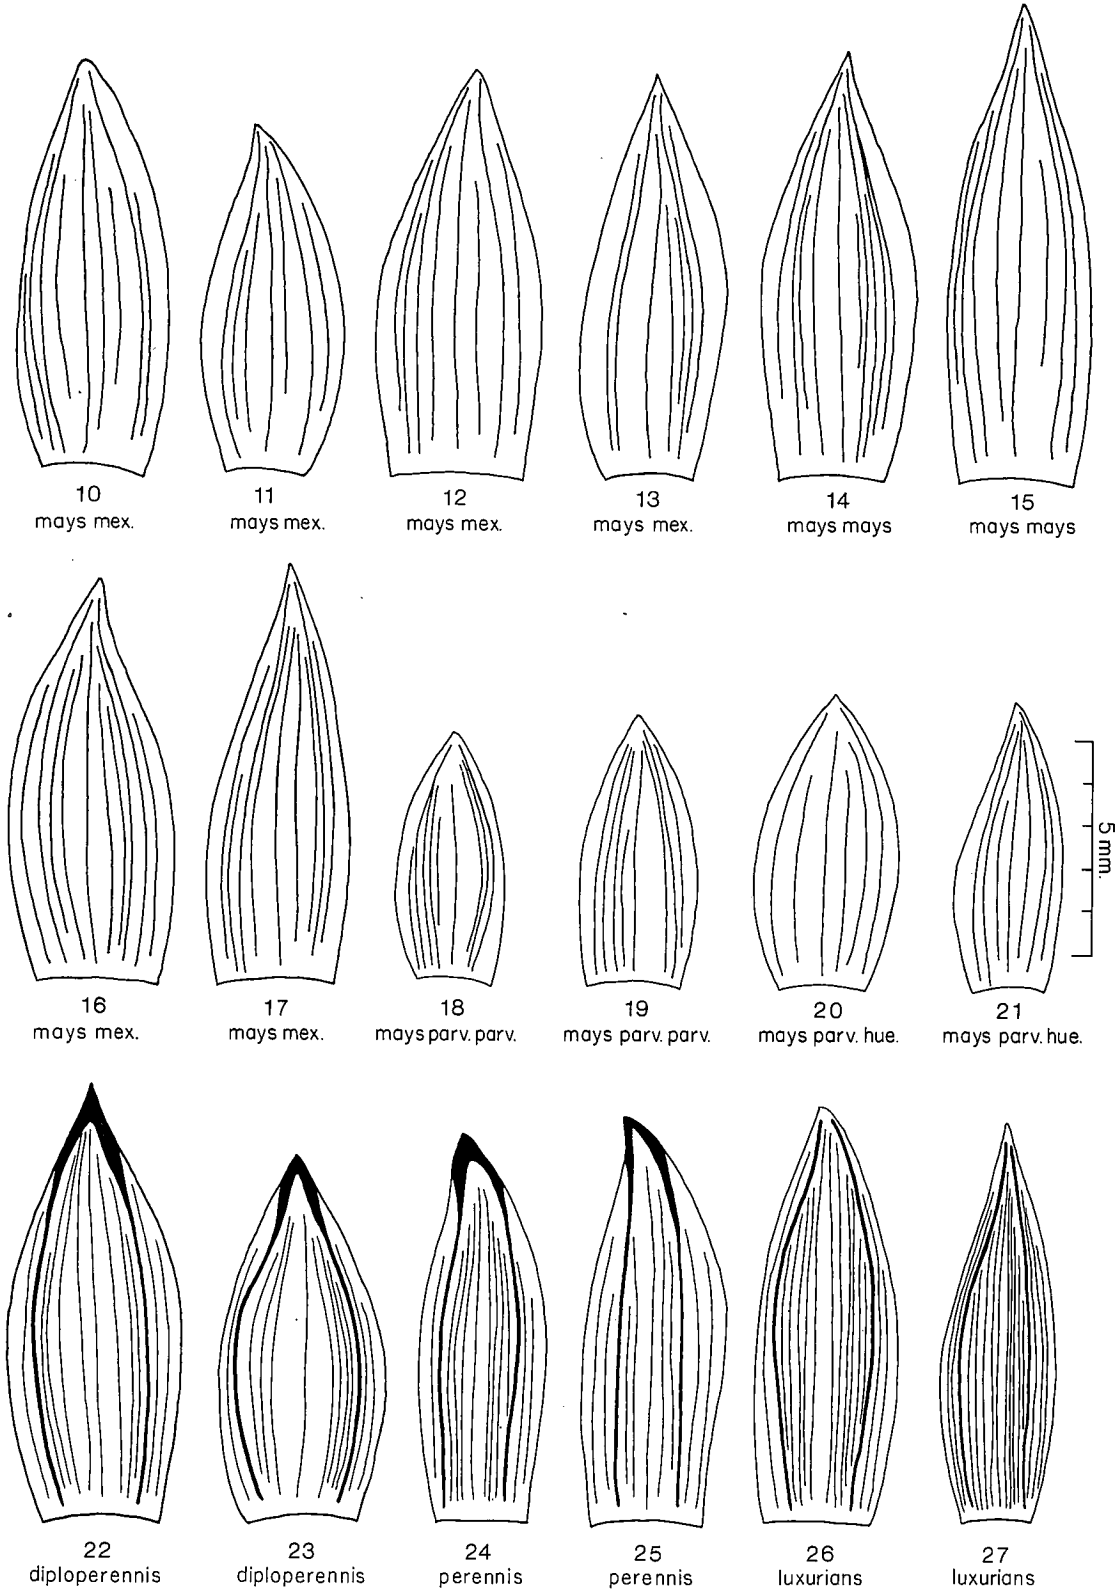 10 11 12 13 14 15
mays mex. mays mex. mays mex. mays mex. mays mays mays mays
5 mm.
16 17 18 19 20 21
mays mex. mays mex. mays parv. parv. mays parv. parv. mays parv. hue. mays parv. hue.
22 23 24 25 26 27
diploperennis diploperennis perennis perennis luxurians luxurians